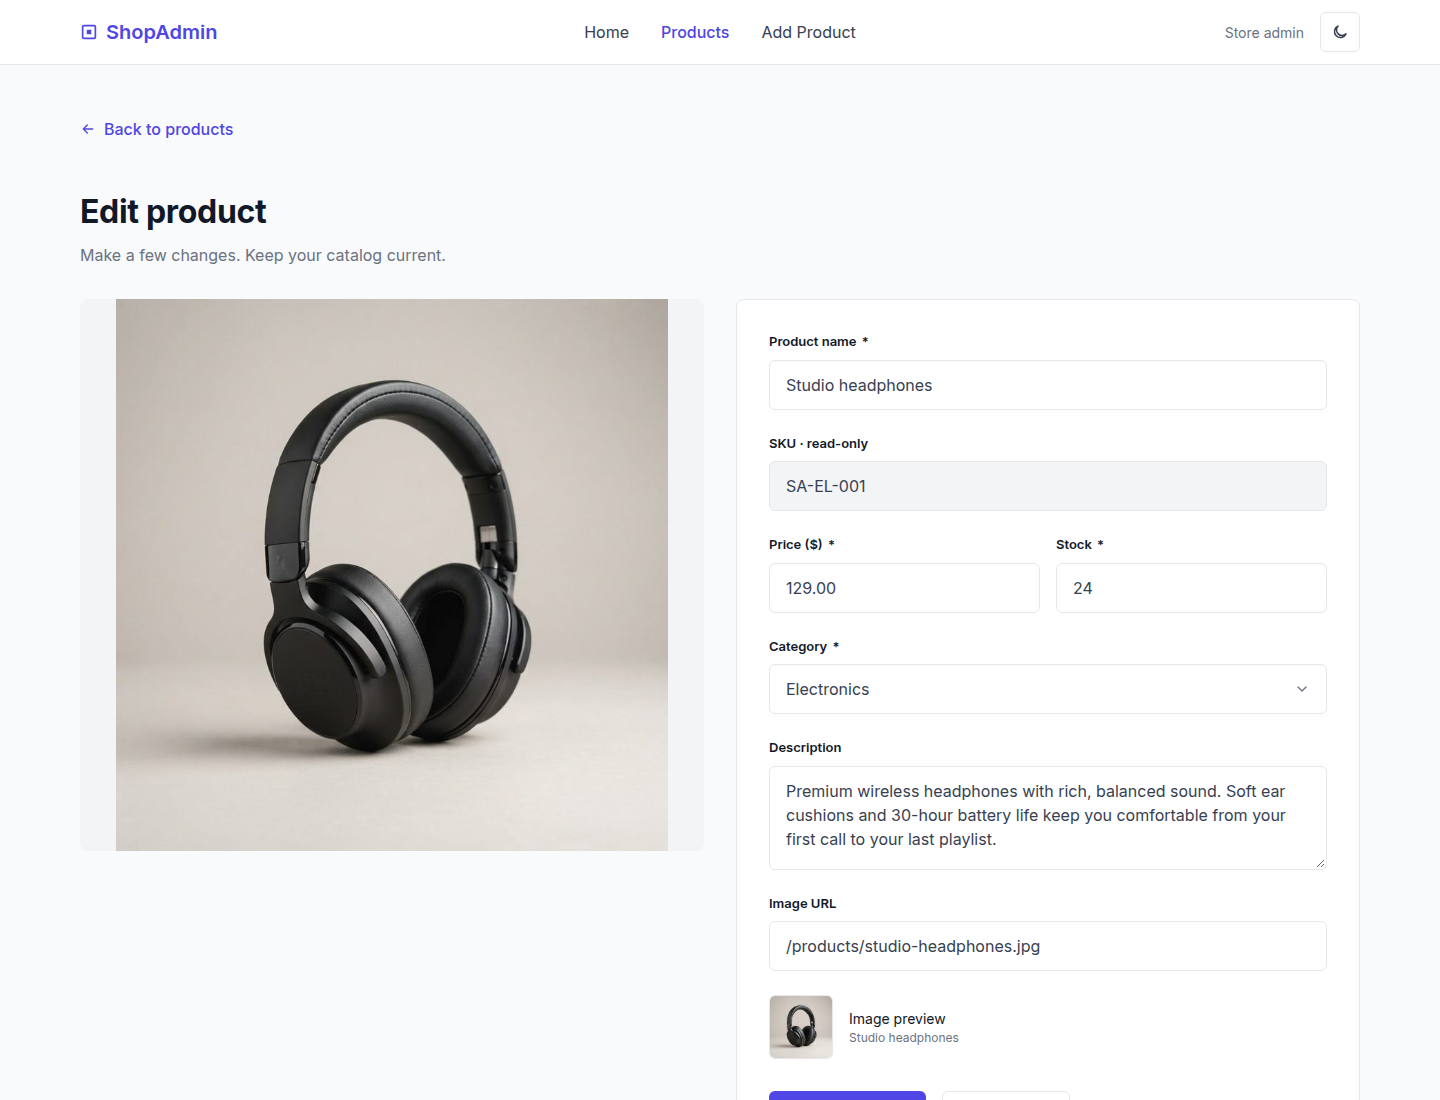 ShopAdmin
Home
Products
Add Product
Store admin
Back to products
Edit product
Make a few changes. Keep your catalog current.
Product name *
Studio headphones
SKU · read-only
SA-EL-001
Price ($) *
Stock *
129.00
24
Category *
Electronics
Description
Premium wireless headphones with rich, balanced sound. Soft ear
cushions and 30-hour battery life keep you comfortable from your
first call to your last playlist.
Image URL
/products/studio-headphones.jpg
Image preview
Studio headphones